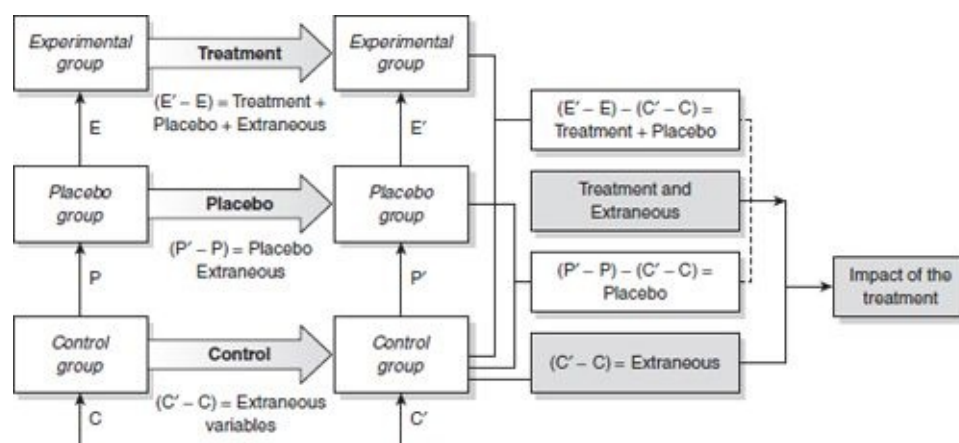 Experimental
group
Treatment
Experimental
group
(E′ – E) = Treatment +
Placebo + Extraneous
E
E′
(E′ – E) – (C′ – C) =
Treatment + Placebo
Placebo
group
Placebo
Placebo
group
Treatment and
Extraneous
(P′ – P) = Placebo
Extraneous
P
P′
(P′ – P) – (C′ – C) =
Placebo
Impact of the
treatment
Control
group
Control
Control
group
(C′ – C) = Extraneous
(C′ – C) = Extraneous
variables
C
C′